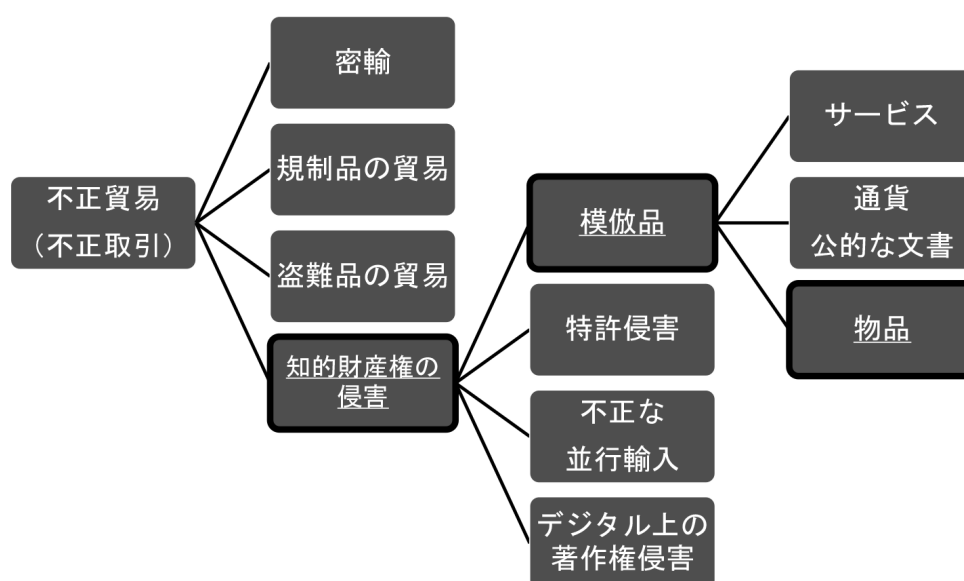 不正貿易
（不正取引）
密輸
規制品の貿易
盗難品の貿易
知的財産権の
侵害
模倣品
特許侵害
不正な
並行輸入
デジタル上の
著作権侵害
サービス
通貨
公的な文書
物品